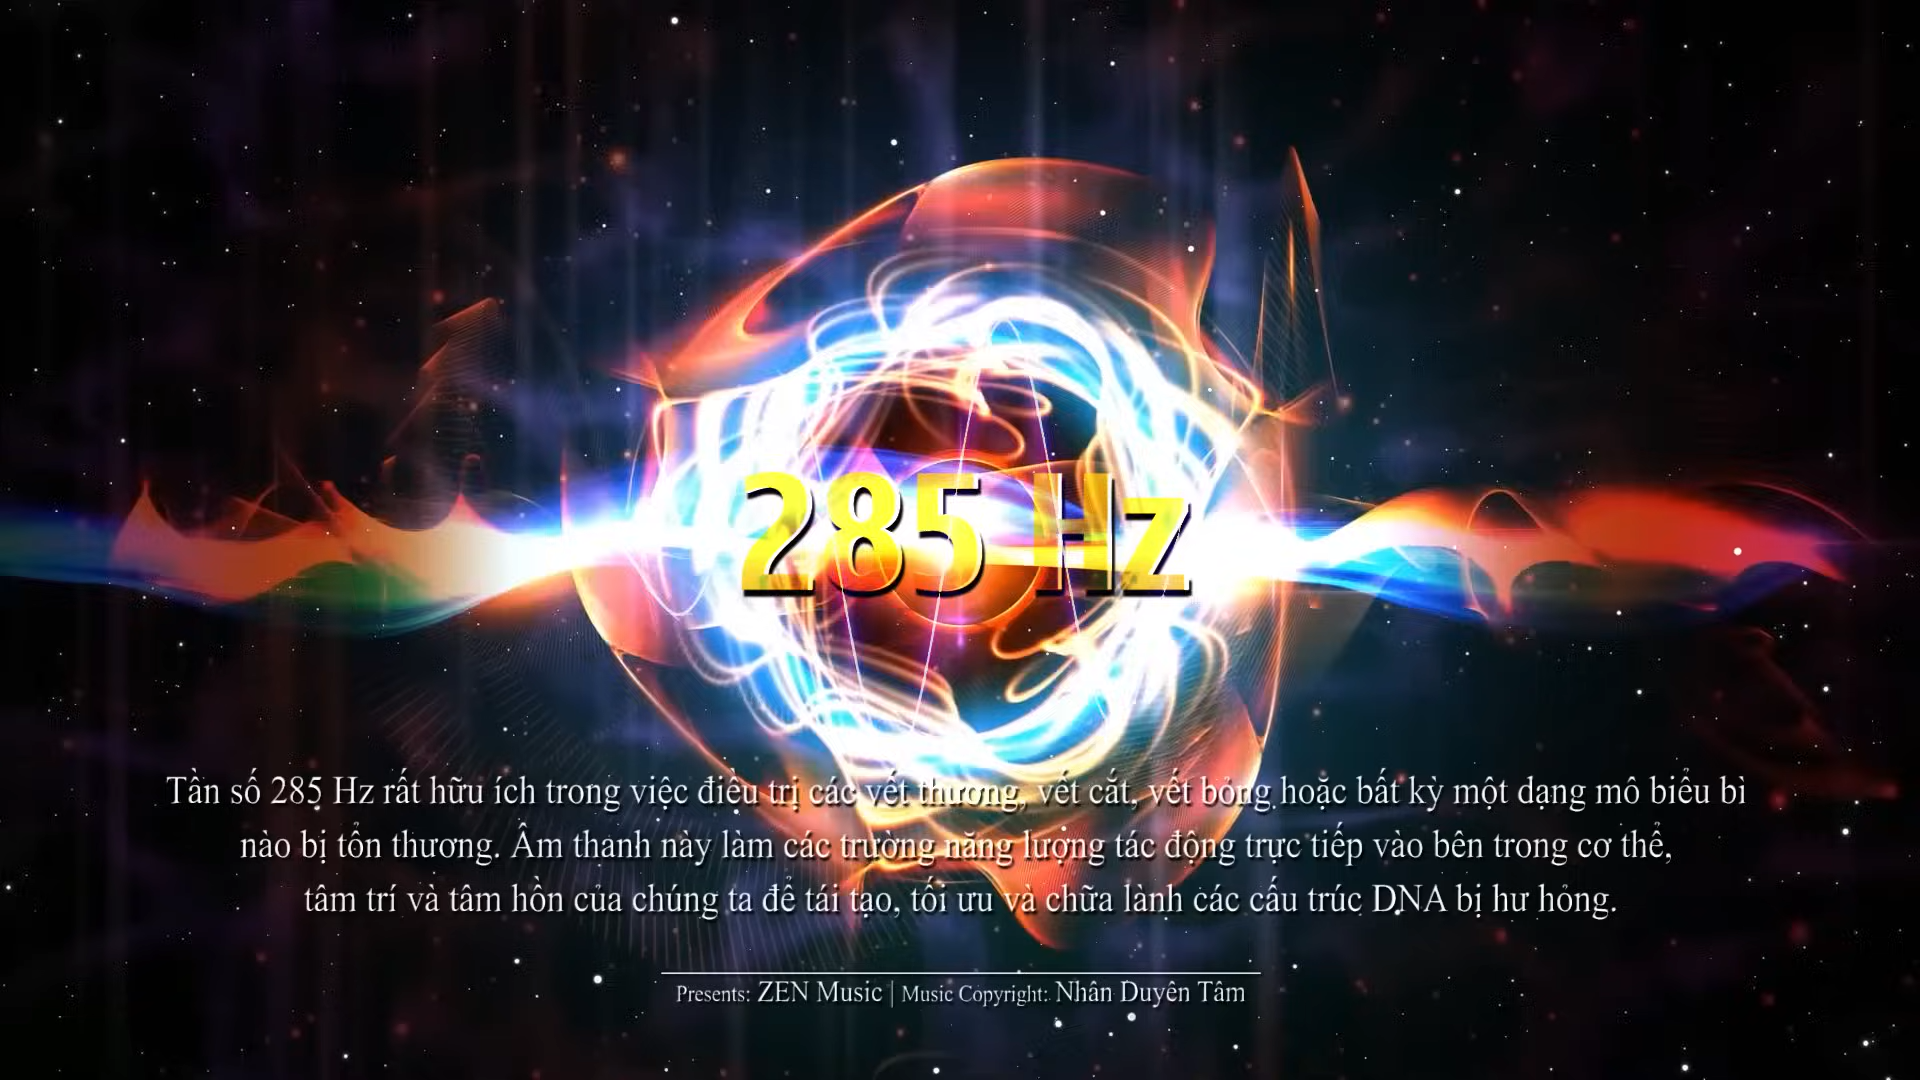 285 Hz
Tần số 285 Hz rất hữu ích trong việc điều trị các vết thương, vết cắt, vết bỏng hoặc bất kỳ một dạng mô biểu bì
nào bị tổn thương. Âm thanh này làm các trường năng lượng tác động trực tiếp vào bên trong cơ thể,
tâm trí và tâm hồn của chúng ta để tái tạo, tối ưu và chữa lành các cấu trúc DNA bị hư hỏng.
Presents: ZEN Music | Music Copyright: Nhân Duyên Tâm